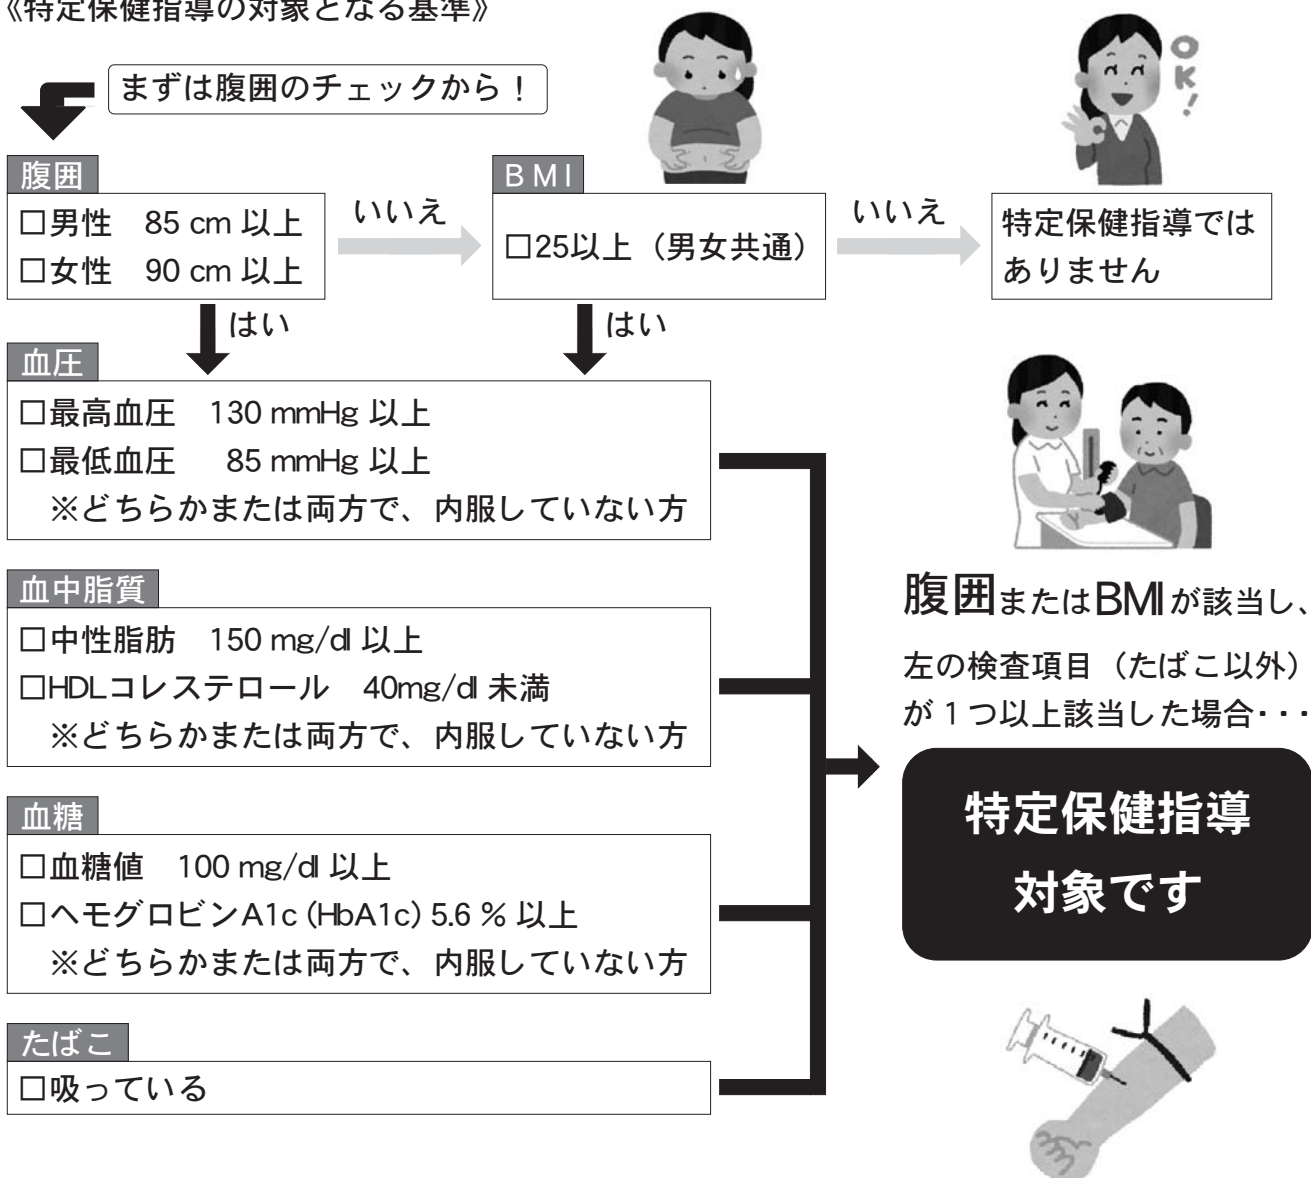 《特定保健指導の対象となる基準》
まずは腹囲のチェックから！
OK!
腹囲
□男性　85 cm 以上
□女性　90 cm 以上
いいえ
BMI
□25以上（男女共通）
いいえ
特定保健指導では
ありません
はい
はい
血圧
□最高血圧　130 mmHg 以上
□最低血圧　85 mmHg 以上
※どちらかまたは両方で、内服していない方
血中脂質
□中性脂肪　150 mg/dl 以上
□HDLコレステロール　40mg/dl 未満
※どちらかまたは両方で、内服していない方
血糖
□血糖値　100 mg/dl 以上
□ヘモグロビンA1c (HbA1c) 5.6 % 以上
※どちらかまたは両方で、内服していない方
たばこ
□吸っている
腹囲またはBMIが該当し、
左の検査項目（たばこ以外）
が１つ以上該当した場合･･･
特定保健指導
対象です